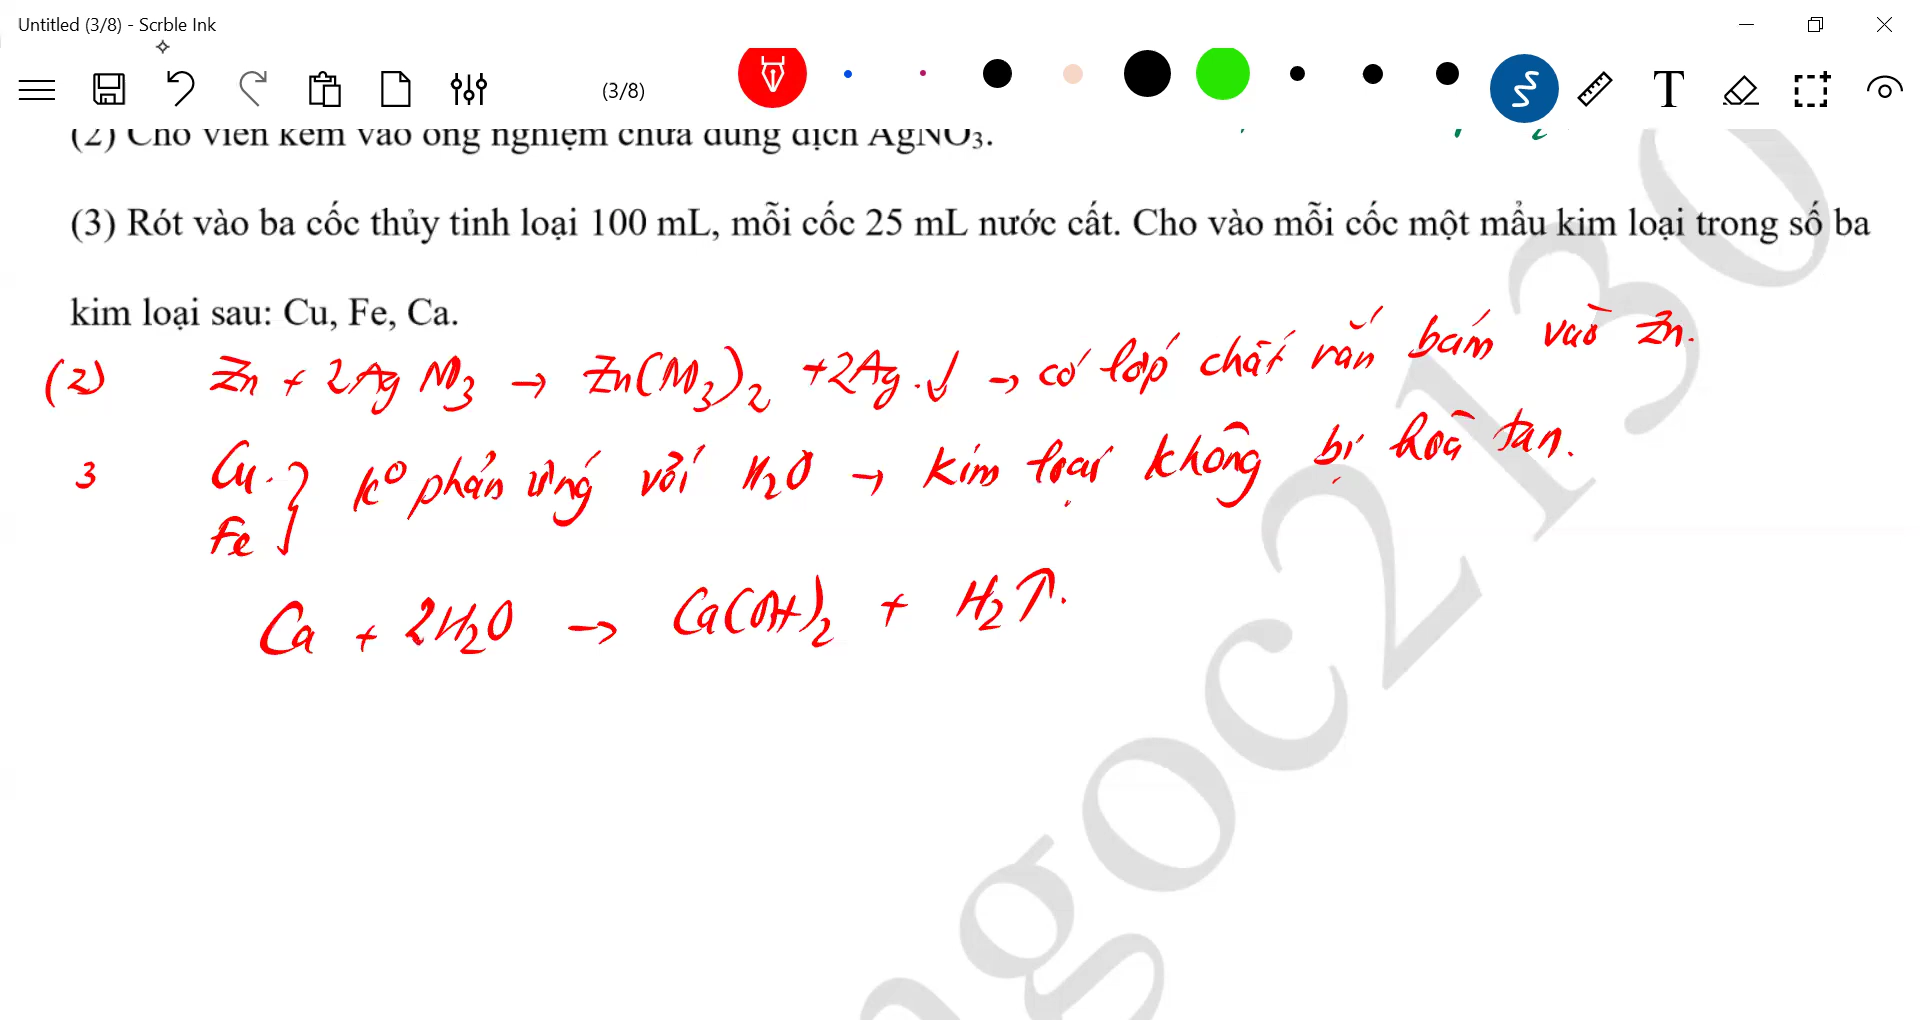 Untitled (3/8) - Scrble Ink
(3/8)
T
(2) Cho viên kẽm vào ống nghiệm chứa dung dịch AgNO₃.
(3) Rót vào ba cốc thủy tinh loại 100 mL, mỗi cốc 25 mL nước cất. Cho vào mỗi cốc một mẩu kim loại trong số ba
kim loại sau: Cu, Fe, Ca.
(2) Zn + 2AgNO₃ → Zn(NO₃)₂ + 2Ag.↓ → có lớp chất rắn bám vào Zn.
3 Cu. } k° phản ứng với H₂O → kim loại không bị hoà tan.
Fe
Ca + 2H₂O → Ca(OH)₂ + H₂↑.
goc2130